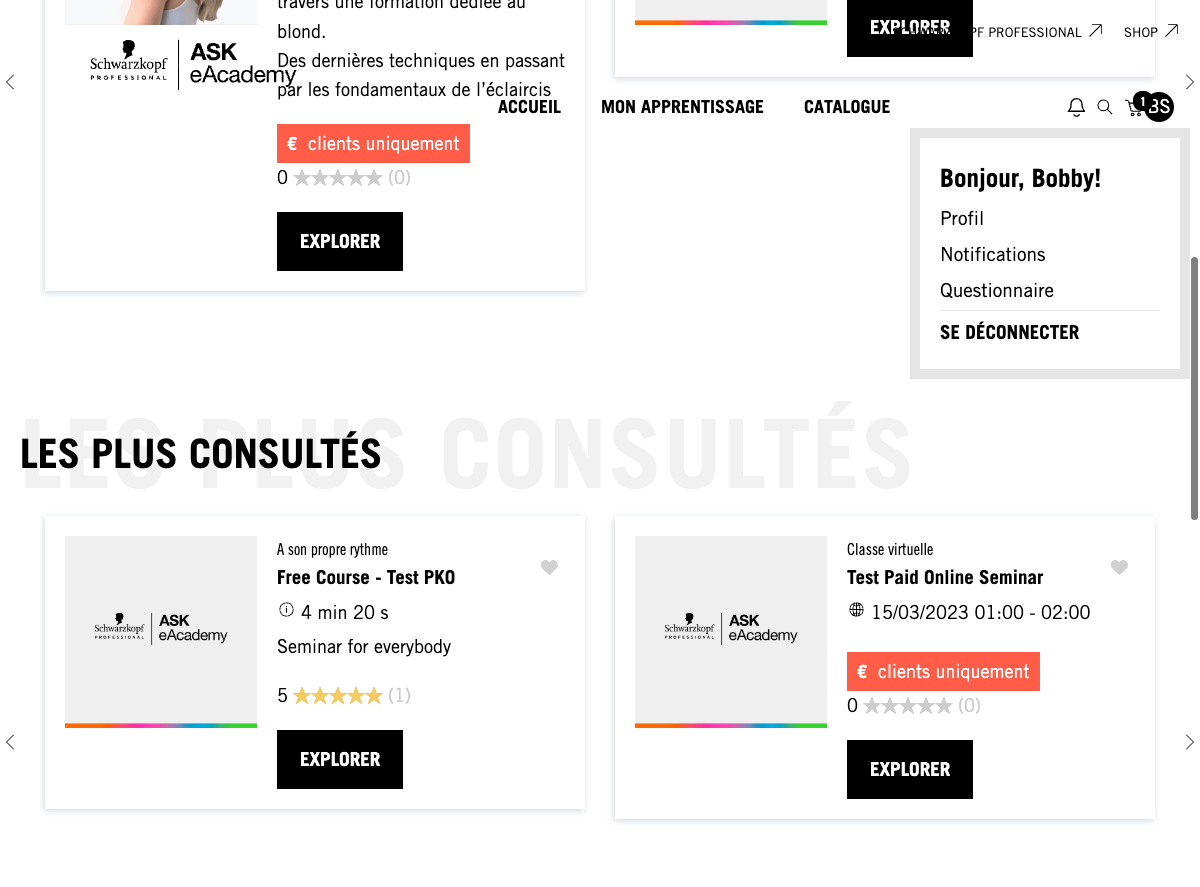 travers une formation dédiée au
blond.
Des dernières techniques en passant
par les fondamentaux de l'éclaircis
€ clients uniquement
0 (0)
EXPLORER
Schwarzkopf
PROFESSIONAL
ASK
eAcademy
EXPLORER
PROFESSIONAL
SHOP
ACCUEIL
MON APPRENTISSAGE
CATALOGUE
1
BS
Bonjour, Bobby!
Profil
Notifications
Questionnaire
SE DÉCONNECTER
LES PLUS CONSULTÉS
LES PLUS CONSULTÉS
Schwarzkopf
PROFESSIONAL
ASK
eAcademy
A son propre rythme
Free Course - Test PKO
4 min 20 s
Seminar for everybody
5 (1)
EXPLORER
Schwarzkopf
PROFESSIONAL
ASK
eAcademy
Classe virtuelle
Test Paid Online Seminar
15/03/2023 01:00 - 02:00
€ clients uniquement
0 (0)
EXPLORER